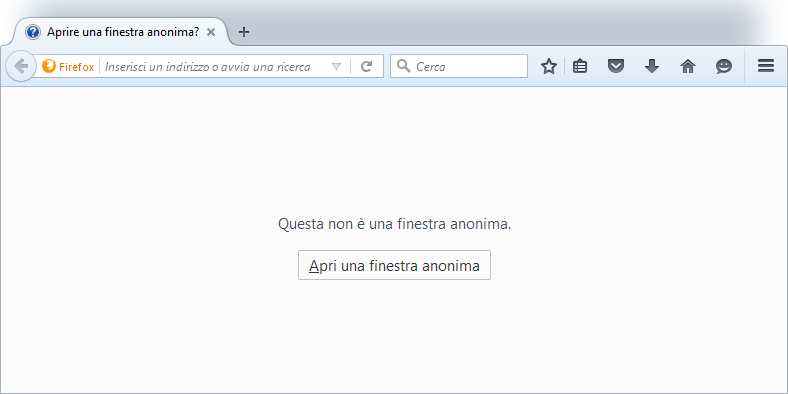 Aprire una finestra anonima?
Firefox
Inserisci un indirizzo o avvia una ricerca
Cerca
Questa non è una finestra anonima.
Apri una finestra anonima